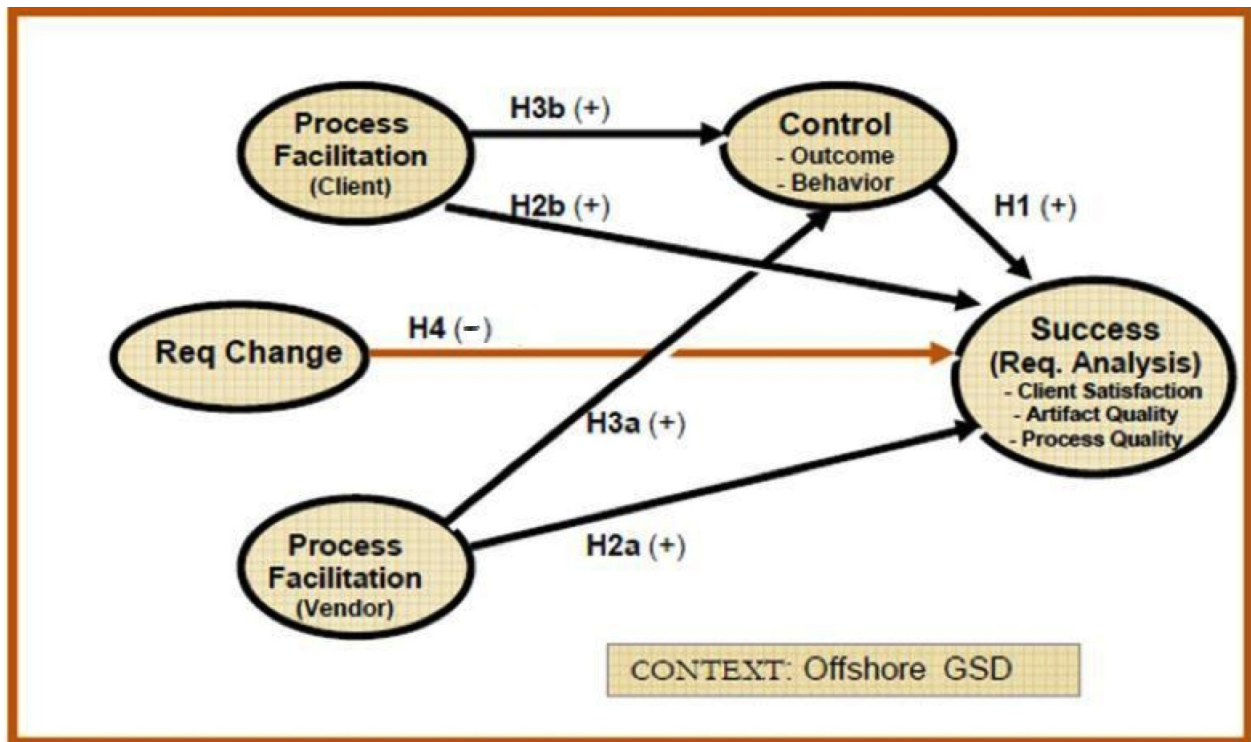 Process
Facilitation
(Client)
H3b (+)
Control
- Outcome
- Behavior
H2b (+)
H1 (+)
Req Change
H4 (−)
Success
(Req. Analysis)
- Client Satisfaction
- Artifact Quality
- Process Quality
H3a (+)
Process
Facilitation
(Vendor)
H2a (+)
CONTEXT: Offshore GSD